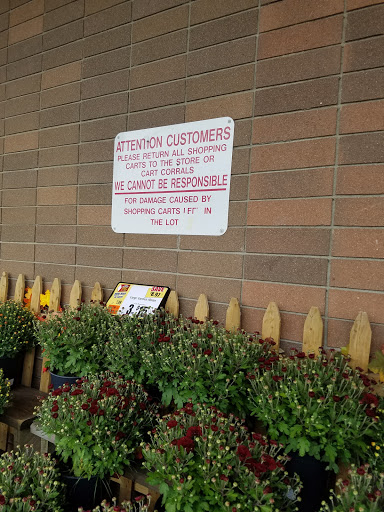 ATTENTION CUSTOMERS
PLEASE RETURN ALL SHOPPING
CARTS TO THE STORE OR
CART CORRALS
WE CANNOT BE RESPONSIBLE
FOR DAMAGE CAUSED BY
SHOPPING CARTS LEFT IN
THE LOT